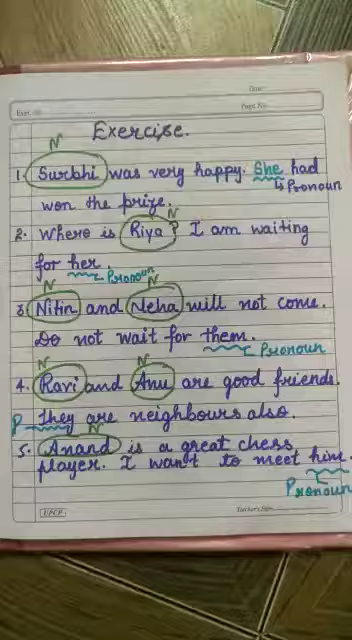 Date:
Expt. No. Page No.
N
Exercise.
1. Surbhi was very happy. She had
↳ Pronoun
won the prize.
N
2. Where is Riya? I am waiting
for her.
Pronoun
N N
3. Nitin and Neha will not come.
Do not wait for them.
Pronoun
N N
4. Ravi and Anu are good friends.
P They are neighbours also.
N
5. Anand is a great chess
player. I want to meet him.
Pronoun
Teacher's Sign.